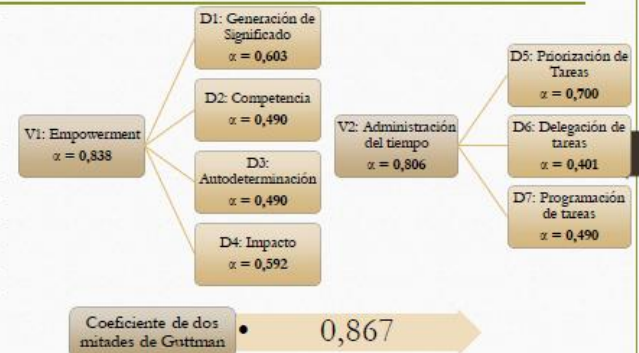 D1: Generación de
Significado
α = 0,603
D2: Competencia
α = 0,490
V1: Empowerment
α = 0,838
D3:
Autodeterminación
α = 0,490
D4: Impacto
α = 0,592
V2: Administración
del tiempo
α = 0,806
D5: Priorización de
Tareas
α = 0,700
D6: Delegación de
tareas
α = 0,401
D7: Programación
de tareas
α = 0,490
Coeficiente de dos
mitades de Guttman
• 0,867